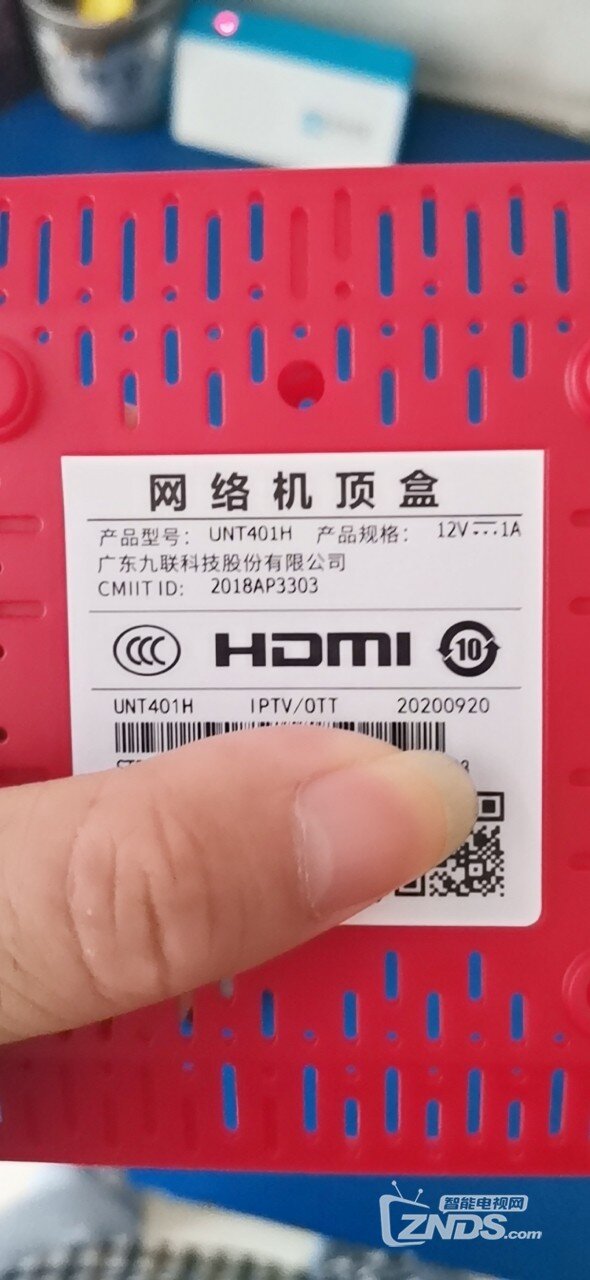 网络机顶盒
产品型号: UNT401H 产品规格: 12V⎓1A
广东九联科技股份有限公司
CMIIT ID: 2018AP3303
CCC HDMI 10
UNT401H IPTV/OTT 20200920
智能电视网
ZNDS.com